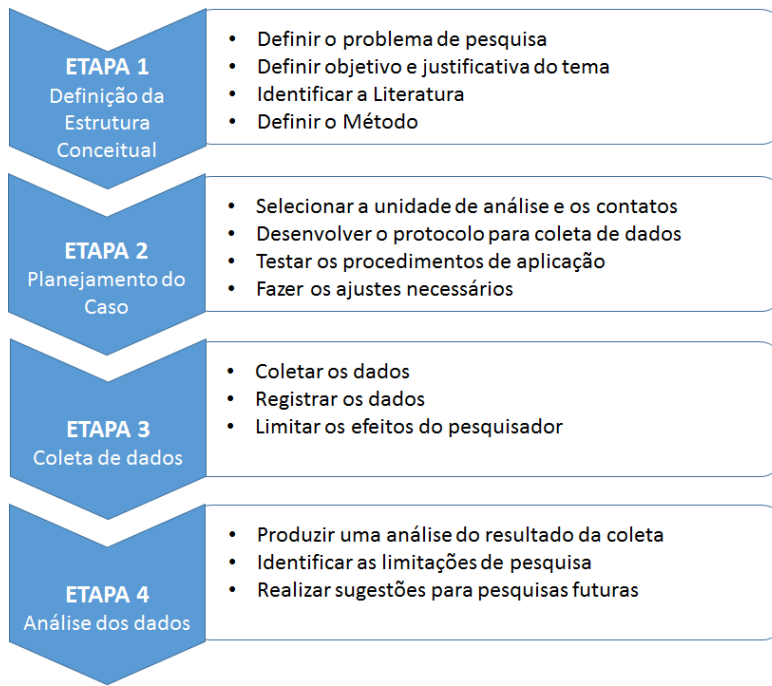 ETAPA 1
Definição da
Estrutura
Conceitual
• Definir o problema de pesquisa
• Definir objetivo e justificativa do tema
• Identificar a Literatura
• Definir o Método
ETAPA 2
Planejamento do
Caso
• Selecionar a unidade de análise e os contatos
• Desenvolver o protocolo para coleta de dados
• Testar os procedimentos de aplicação
• Fazer os ajustes necessários
ETAPA 3
Coleta de dados
• Coletar os dados
• Registrar os dados
• Limitar os efeitos do pesquisador
ETAPA 4
Análise dos dados
• Produzir uma análise do resultado da coleta
• Identificar as limitações de pesquisa
• Realizar sugestões para pesquisas futuras